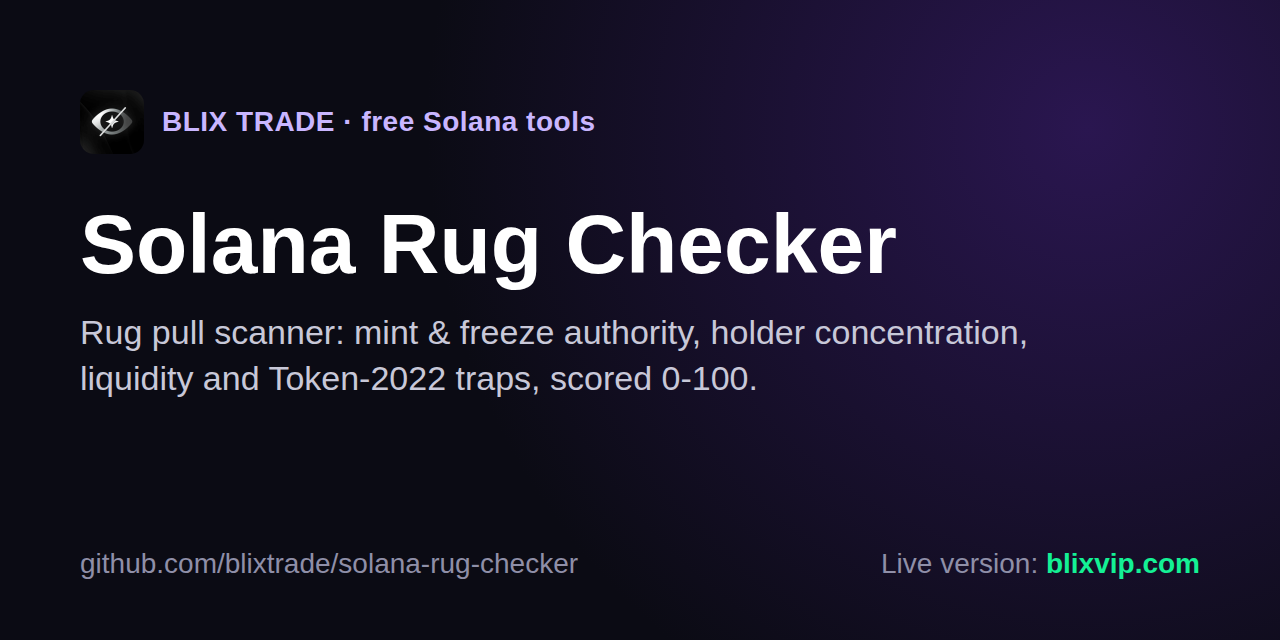 BLIX TRADE · free Solana tools
Solana Rug Checker
Rug pull scanner: mint & freeze authority, holder concentration,
liquidity and Token-2022 traps, scored 0-100.
github.com/blixtrade/solana-rug-checker
Live version: blixvip.com